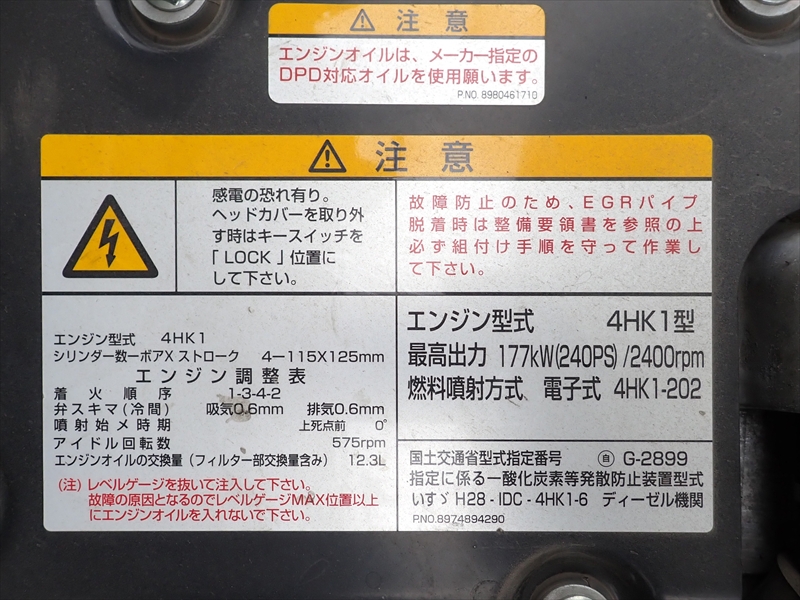 注意
エンジンオイルは、メーカー指定の
DPD対応オイルを使用願います。
P.NO. 8980461710
注意
感電の恐れ有り。
ヘッドカバーを取り外
す時はキースイッチを
「LOCK」位置に
して下さい。
故障防止のため、EGRパイプ
脱着時は整備要領書を参照の上
必ず組付け手順を守って作業し
て下さい。
エンジン型式 4HK1
シリンダー数ーボアX ストローク 4ー115X125mm
エンジン調整表
着火順序 1-3-4-2
弁スキマ(冷間) 吸気0.6mm 排気0.6mm
噴射始メ時期 上死点前 0°
アイドル回転数 575rpm
エンジンオイルの交換量(フィルター部交換量含み) 12.3L
(注)レベルゲージを抜いて注入して下さい。
故障の原因となるのでレベルゲージMAX位置以上
にエンジンオイルを入れないで下さい。
エンジン型式 4HK1型
最高出力 177kW(240PS)/2400rpm
燃料噴射方式 電子式 4HK1-202
国土交通省型式指定番号 ㊀自 G-2899
指定に係る一酸化炭素等発散防止装置型式
いすゞH28-IDC-4HK1-6 ディーゼル機関
P.NO.8974894290